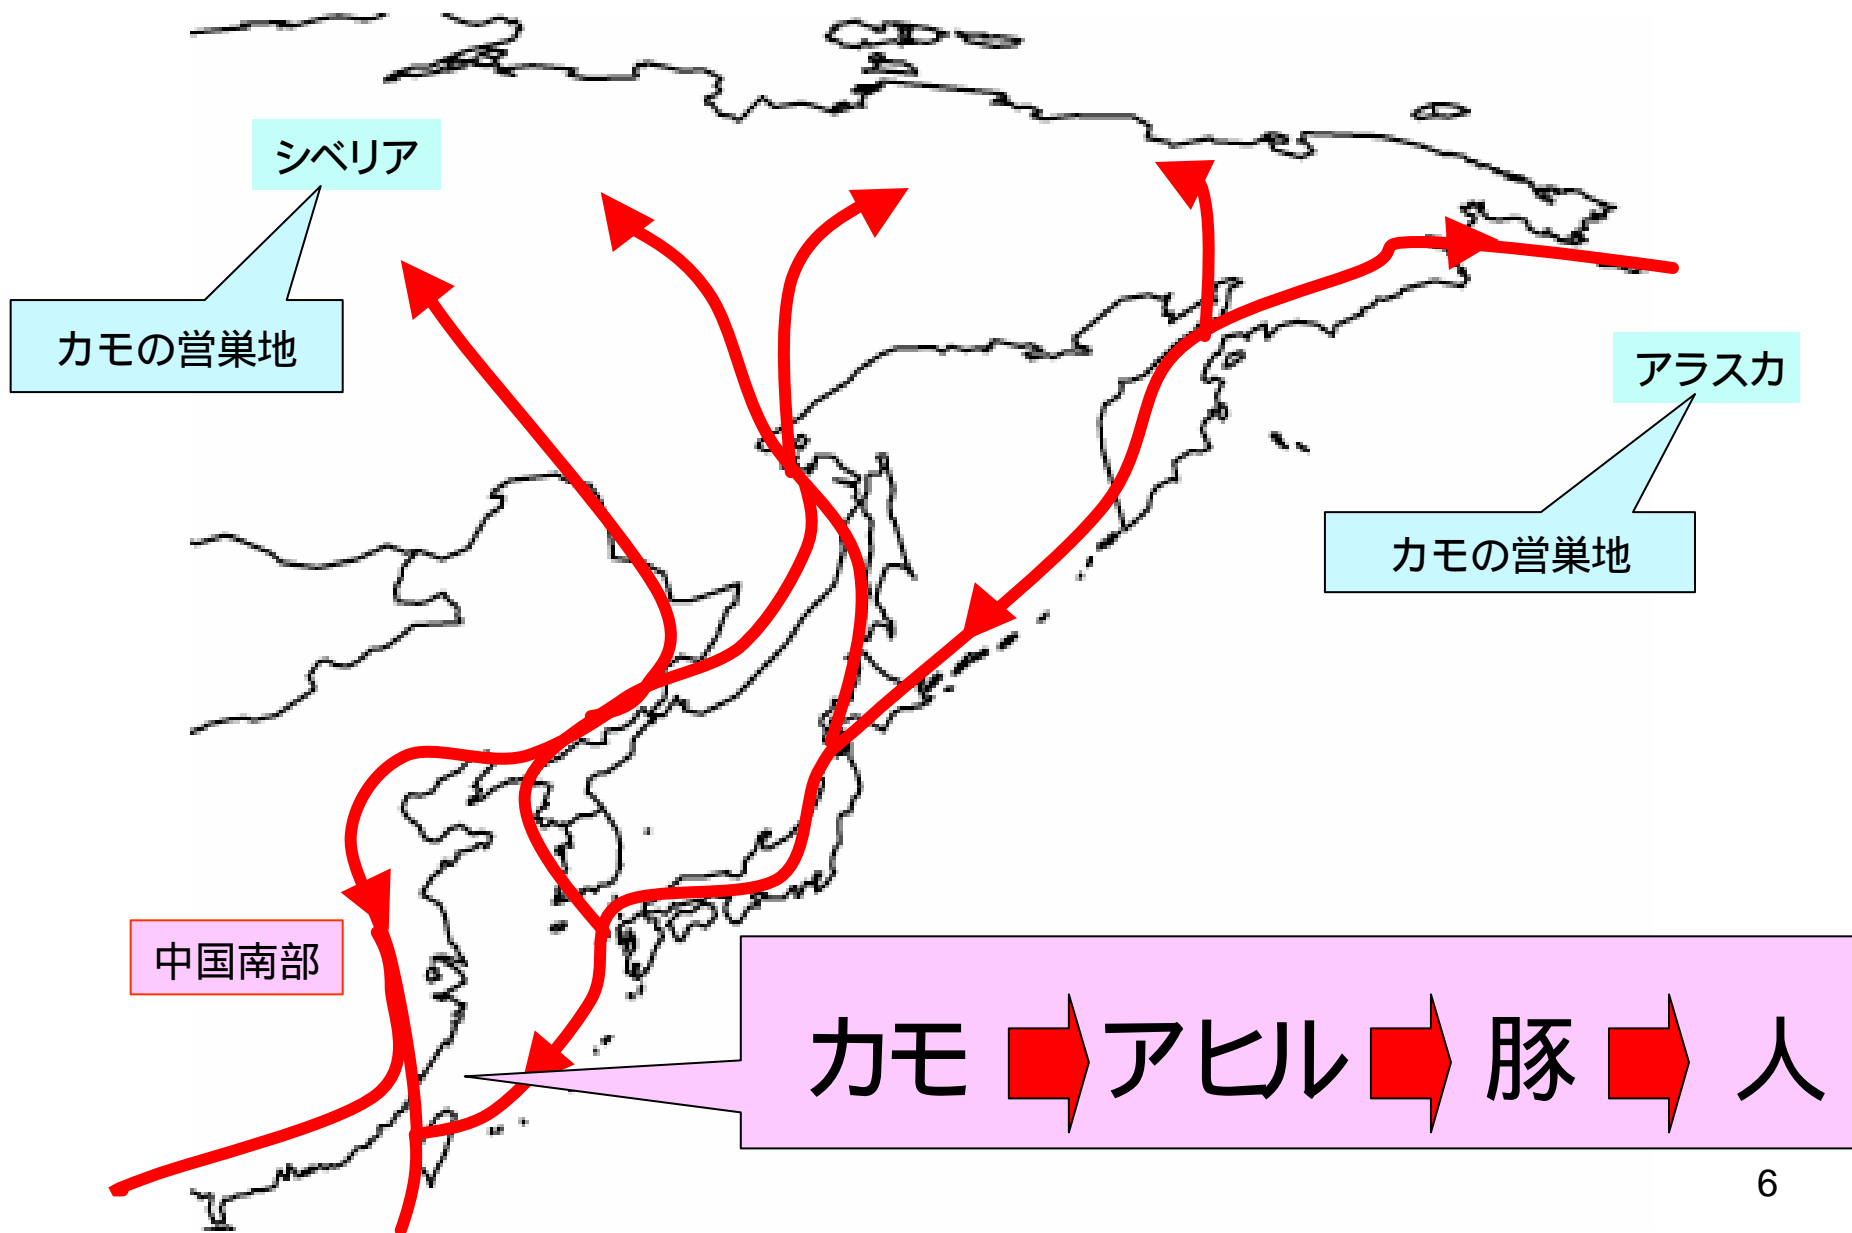 シベリア
カモの営巣地
アラスカ
カモの営巣地
中国南部
カモ アヒル 豚 人
6